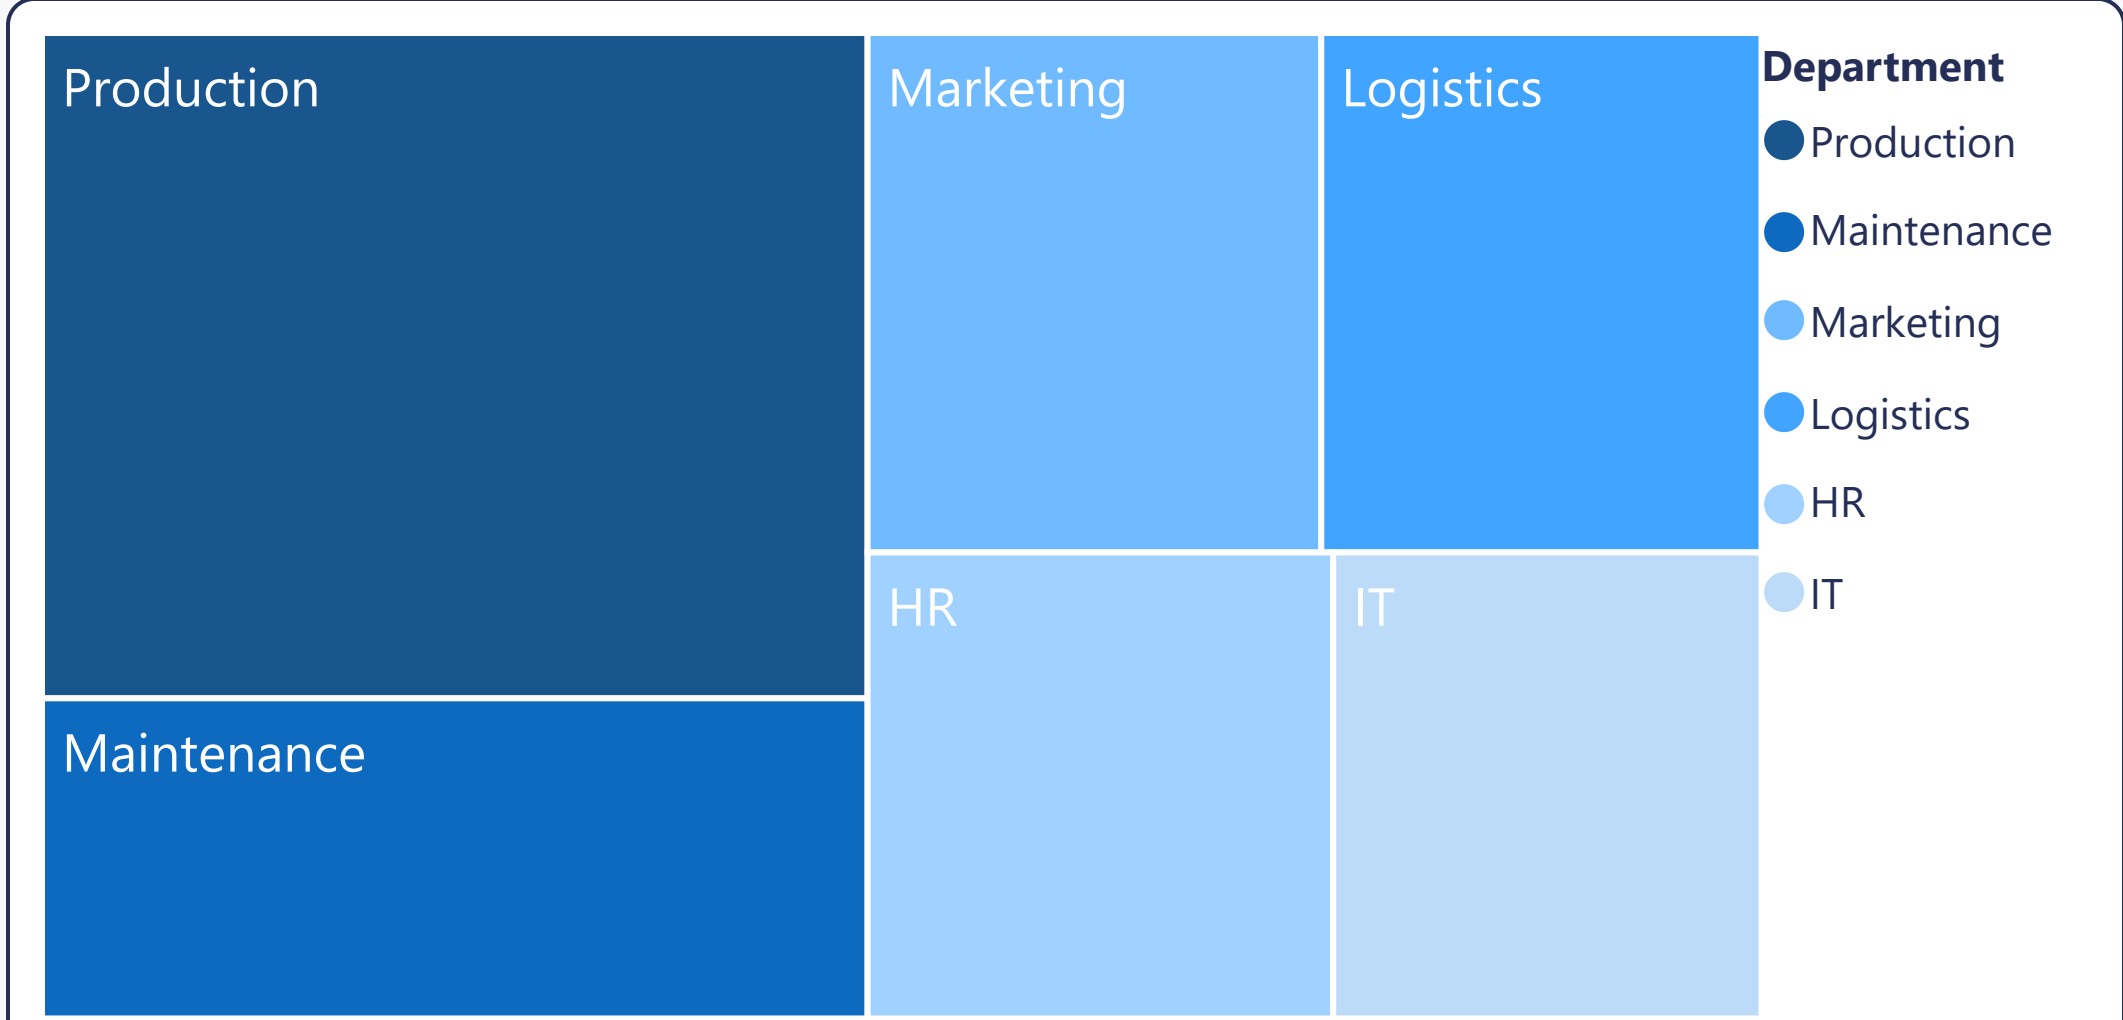 Production
Marketing
Logistics
Maintenance
HR
IT
Department
Production
Maintenance
Marketing
Logistics
HR
IT